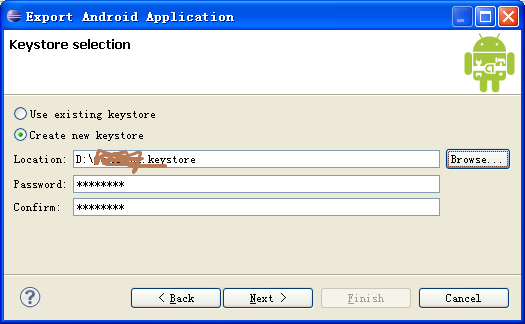 Export Android Application
Keystore selection
Use existing keystore
Create new keystore
Location: D:\ .keystore Browse...
Password: ********
Confirm: ********
? < Back Next > Finish Cancel